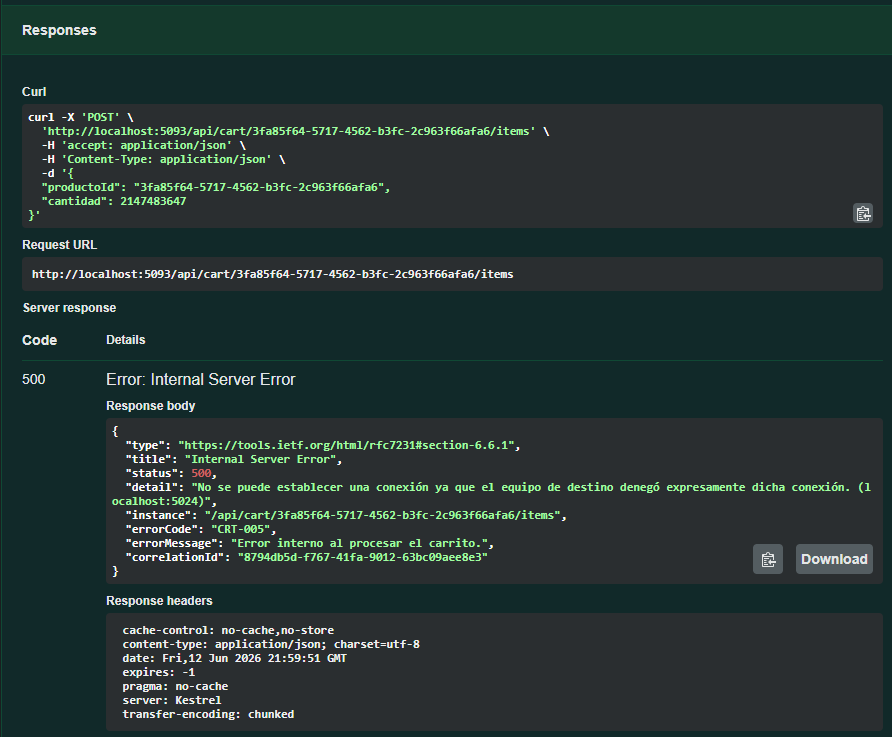 Responses
Curl
curl -X 'POST' \
  'http://localhost:5093/api/cart/3fa85f64-5717-4562-b3fc-2c963f66afa6/items' \
  -H 'accept: application/json' \
  -H 'Content-Type: application/json' \
  -d '{
  "productoId": "3fa85f64-5717-4562-b3fc-2c963f66afa6",
  "cantidad": 2147483647
}'
Request URL
http://localhost:5093/api/cart/3fa85f64-5717-4562-b3fc-2c963f66afa6/items
Server response
Code Details
500 Error: Internal Server Error
Response body
{
  "type": "https://tools.ietf.org/html/rfc7231#section-6.6.1",
  "title": "Internal Server Error",
  "status": 500,
  "detail": "No se puede establecer una conexión ya que el equipo de destino denegó expresamente dicha conexión. (l
ocalhost:5024)",
  "instance": "/api/cart/3fa85f64-5717-4562-b3fc-2c963f66afa6/items",
  "errorCode": "CRT-005",
  "errorMessage": "Error interno al procesar el carrito.",
  "correlationId": "8794db5d-f767-41fa-9012-63bc09aee8e3"
}
Download
Response headers
cache-control: no-cache,no-store
content-type: application/json; charset=utf-8
date: Fri,12 Jun 2026 21:59:51 GMT
expires: -1
pragma: no-cache
server: Kestrel
transfer-encoding: chunked